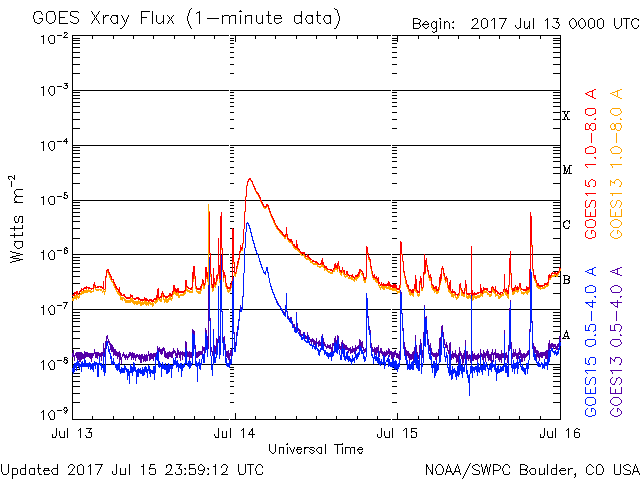 GOES Xray Flux (1-minute data)
Begin: 2017 Jul 13 0000 UTC
10-2
10-3
10-4
10-5
10-6
10-7
10-8
10-9
Watts m-2
X
M
C
B
A
GOES15 1.0-8.0 A
GOES13 1.0-8.0 A
GOES15 0.5-4.0 A
GOES13 0.5-4.0 A
Jul 13
Jul 14
Jul 15
Jul 16
Universal Time
Updated 2017 Jul 15 23:59:12 UTC
NOAA/SWPC Boulder, CO USA